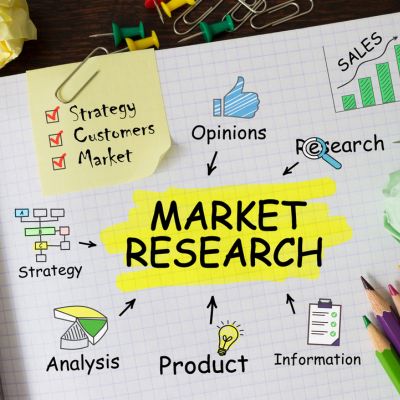 SALES
Strategy
Customers
Market
Opinions
Research
MARKET
RESEARCH
Strategy
Analysis
Product
Information